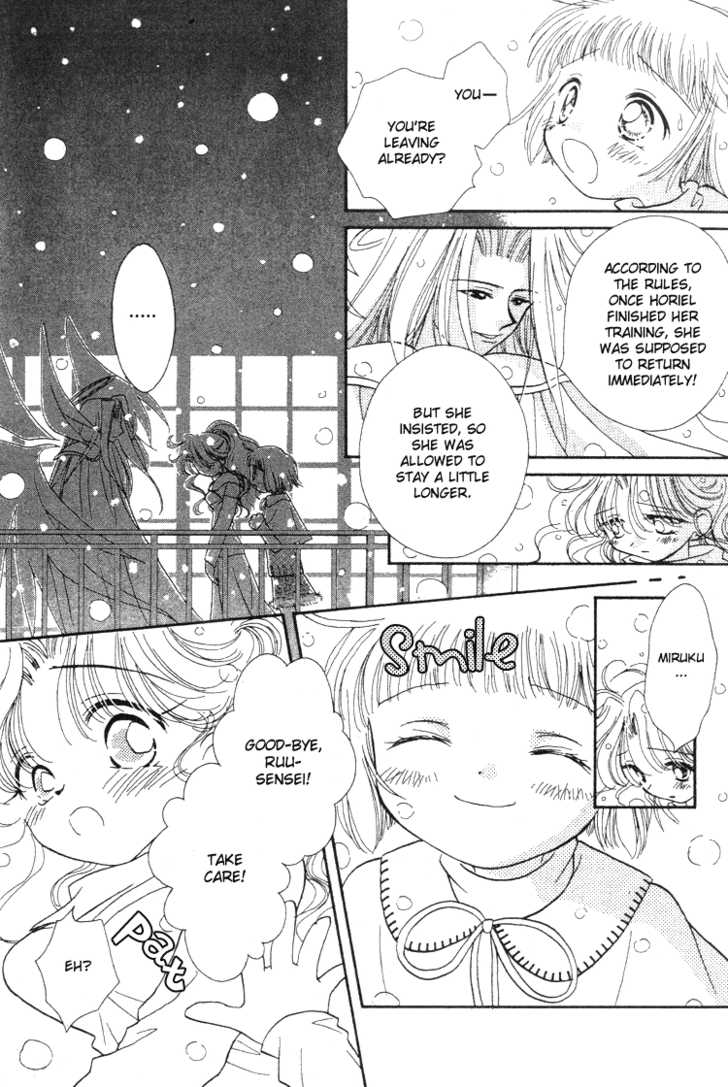 YOU—
YOU'RE
LEAVING
ALREADY?
ACCORDING TO
THE RULES,
ONCE HORIEL
FINISHED HER
TRAINING, SHE
WAS SUPPOSED
TO RETURN
IMMEDIATELY!
BUT SHE
INSISTED, SO
SHE WAS
ALLOWED TO
STAY A LITTLE
LONGER.
.....
MIRUKU
...
Smile
GOOD-BYE,
RUU-
SENSEI!
TAKE
CARE!
Pat
EH?